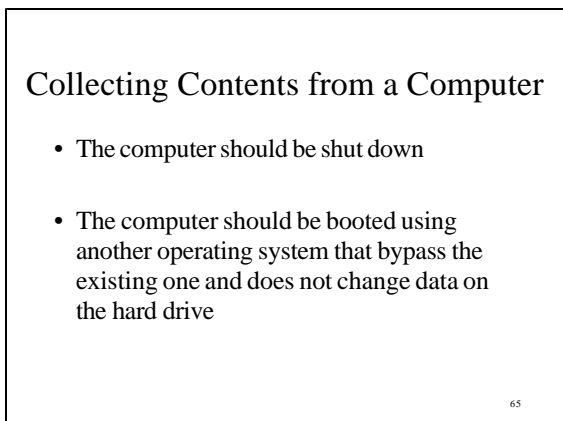 Collecting Contents from a Computer
• The computer should be shut down
• The computer should be booted using
another operating system that bypass the
existing one and does not change data on
the hard drive
65